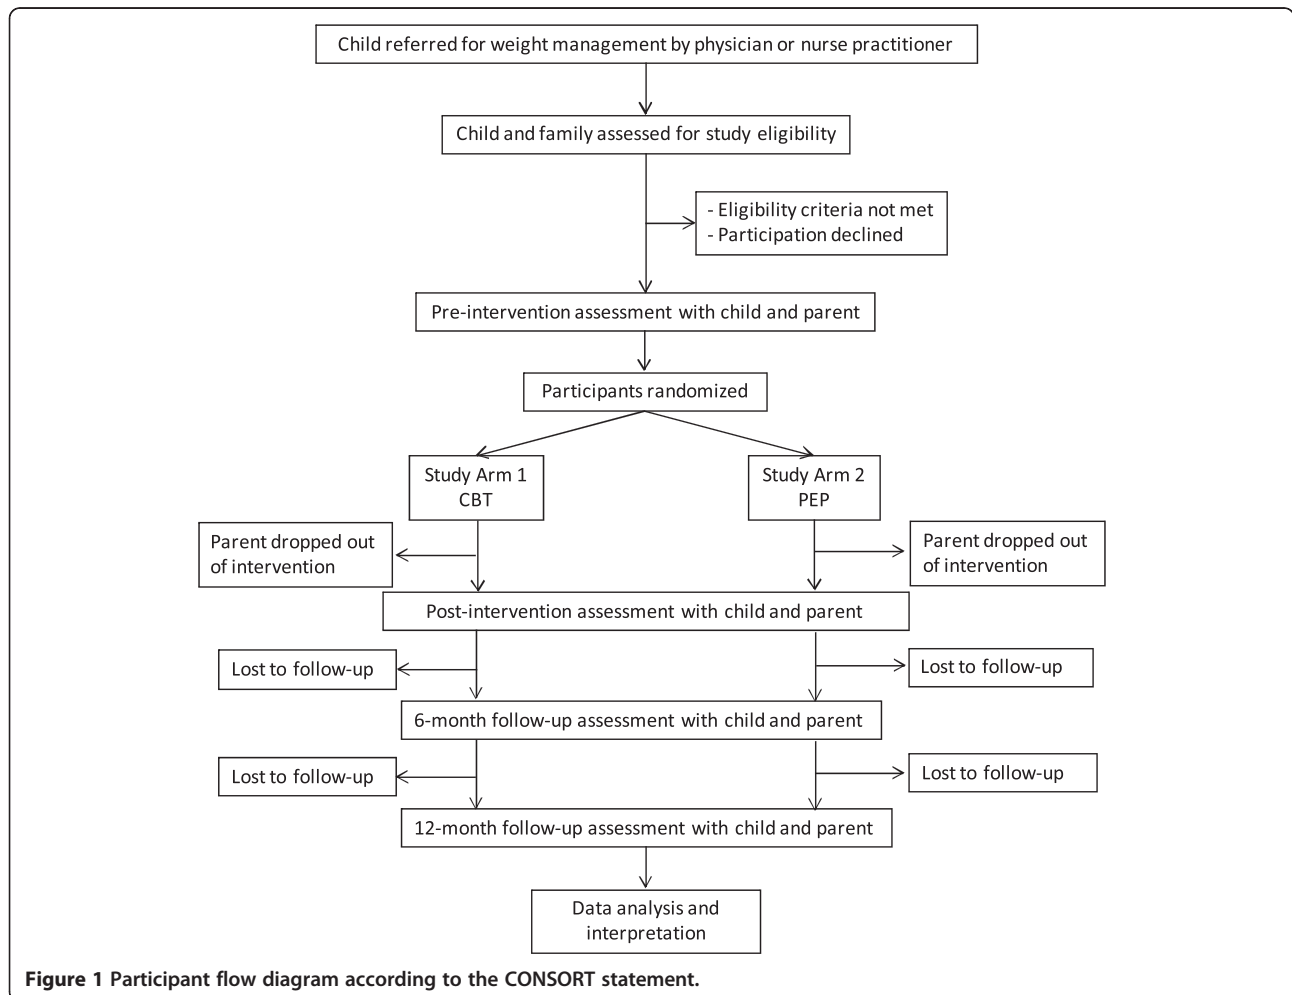 Child referred for weight management by physician or nurse practitioner
Child and family assessed for study eligibility
- Eligibility criteria not met
- Participation declined
Pre-intervention assessment with child and parent
Participants randomized
Study Arm 1
CBT
Study Arm 2
PEP
Parent dropped out
of intervention
Parent dropped out
of intervention
Post-intervention assessment with child and parent
Lost to follow-up
Lost to follow-up
6-month follow-up assessment with child and parent
Lost to follow-up
Lost to follow-up
12-month follow-up assessment with child and parent
Data analysis and
interpretation
Figure 1 Participant flow diagram according to the CONSORT statement.